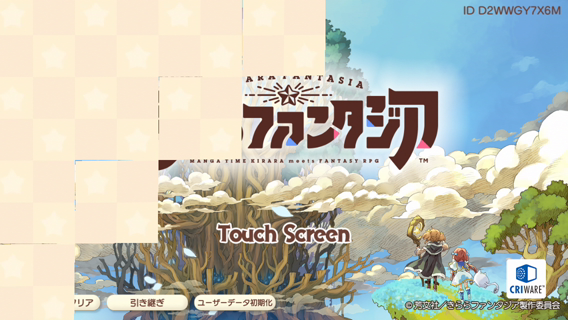 ID D2WWGY7X6M
RARA FANTASIA
ファンタジア
TM
MANGA TIME KIRARA meets FANTASY RPG
Touch Screen
リア
引き継ぎ
ユーザーデータ初期化
CRIWARE
©芳文社/きららファンタジア製作委員会